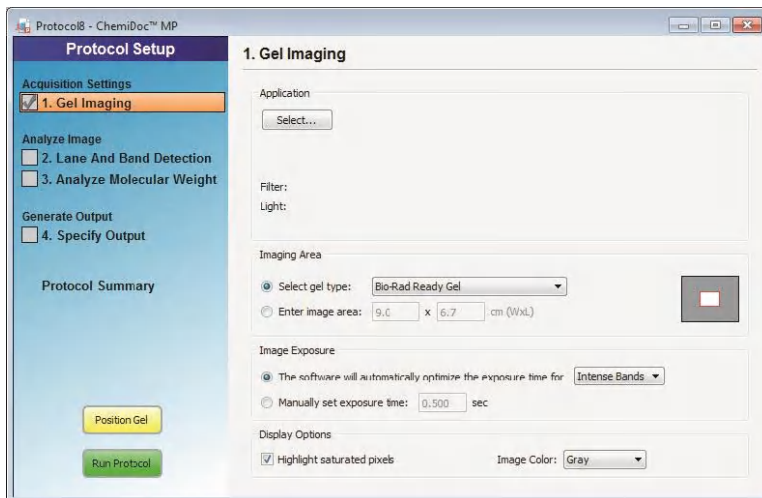 Protocol8 - ChemiDoc™ MP
Protocol Setup
Acquisition Settings
1. Gel Imaging
Analyze Image
2. Lane And Band Detection
3. Analyze Molecular Weight
Generate Output
4. Specify Output
Protocol Summary
Position Gel
Run Protocol
1. Gel Imaging
Application
Select...
Filter:
Light:
Imaging Area
Select gel type: Bio-Rad Ready Gel
Enter image area: 9.0 x 6.7 cm (WxL)
Image Exposure
The software will automatically optimize the exposure time for Intense Bands
Manually set exposure time: 0.500 sec
Display Options
Highlight saturated pixels Image Color: Gray